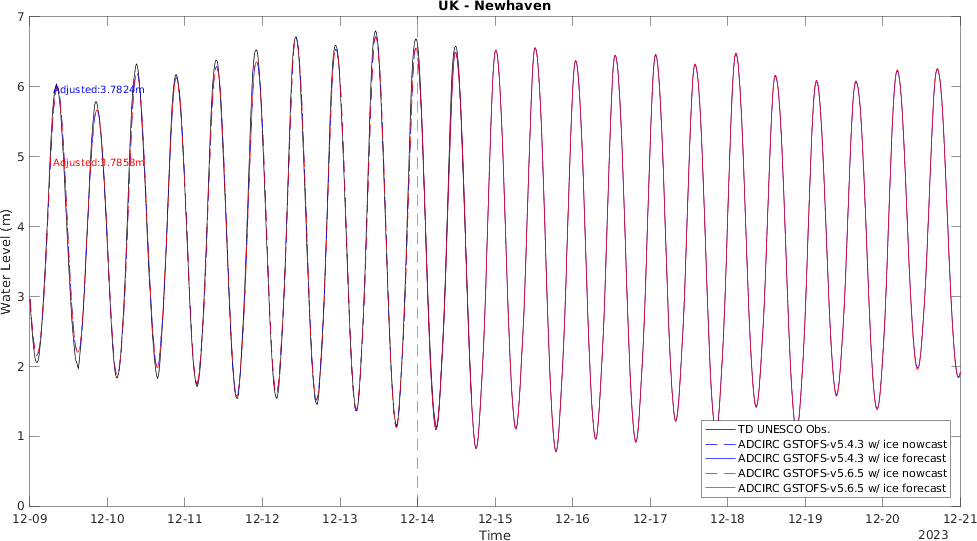 UK - Newhaven
7
6
5
4
3
2
1
0
Water Level (m)
Adjusted:3.7824m
Adjusted:3.7858m
TD UNESCO Obs.
ADCIRC GSTOFS-v5.4.3 w/ ice nowcast
ADCIRC GSTOFS-v5.4.3 w/ ice forecast
ADCIRC GSTOFS-v5.6.5 w/ ice nowcast
ADCIRC GSTOFS-v5.6.5 w/ ice forecast
12-09 12-10 12-11 12-12 12-13 12-14 12-15 12-16 12-17 12-18 12-19 12-20 12-21
Time
2023